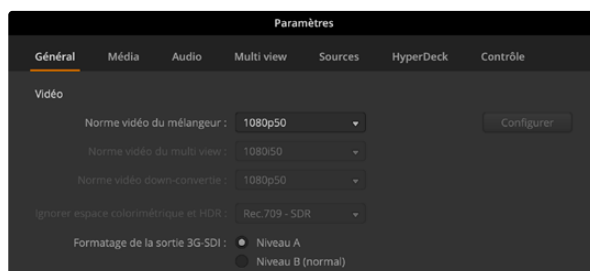 Paramètres
Général Média Audio Multi view Sources HyperDeck Contrôle
Vidéo
Norme vidéo du mélangeur : 1080p50 Configurer
Norme vidéo du multi view : 1080i50
Norme vidéo down-convertie : 1080p50
Ignorer espace colorimétrique et HDR : Rec.709 - SDR
Formatage de la sortie 3G-SDI : Niveau A
Niveau B (normal)